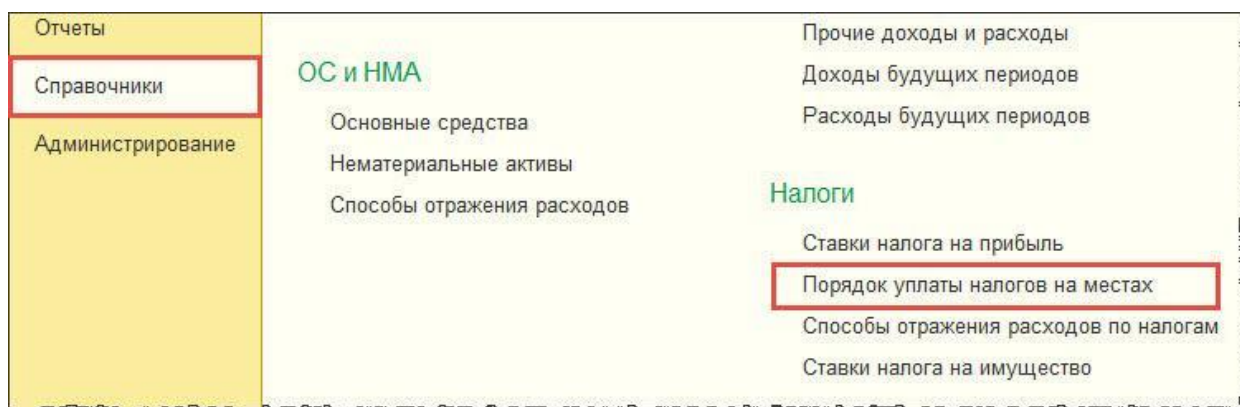 Отчеты
Справочники
Администрирование
ОС и НМА
Основные средства
Нематериальные активы
Способы отражения расходов
Прочие доходы и расходы
Доходы будущих периодов
Расходы будущих периодов
Налоги
Ставки налога на прибыль
Порядок уплаты налогов на местах
Способы отражения расходов по налогам
Ставки налога на имущество